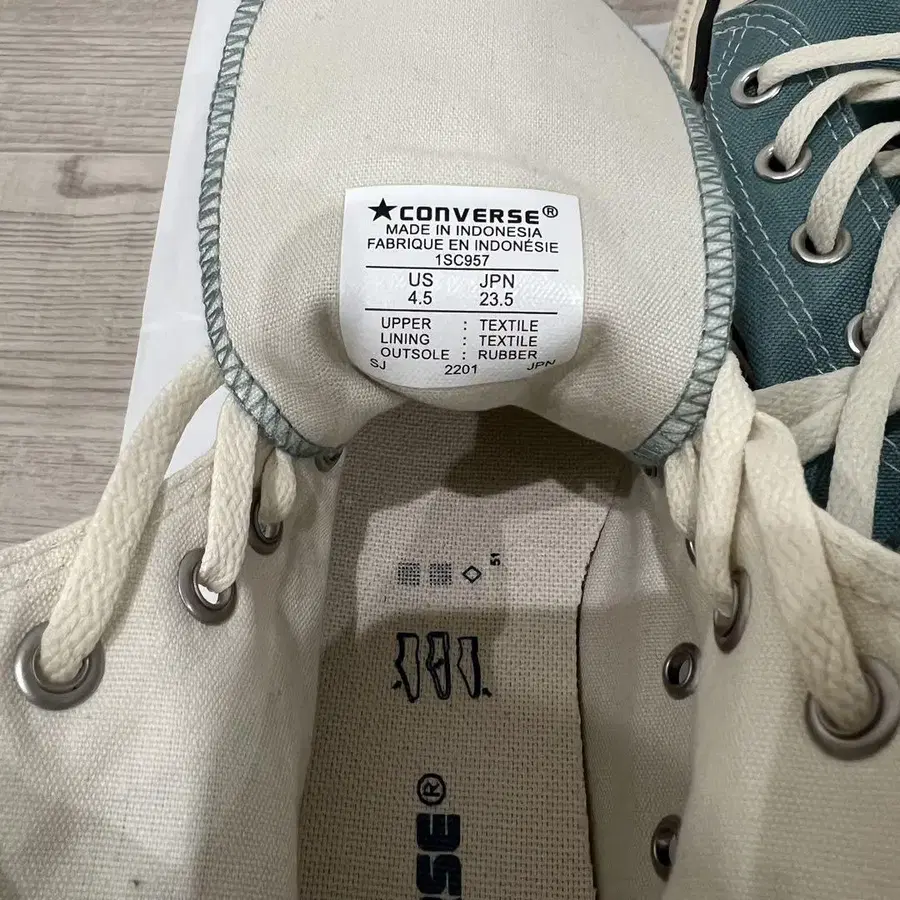 ★CONVERSE®
MADE IN INDONESIA
FABRIQUE EN INDONÉSIE
1SC957
US JPN
4.5 23.5
UPPER : TEXTILE
LINING : TEXTILE
OUTSOLE : RUBBER
SJ 2201 JPN
51
RSE®